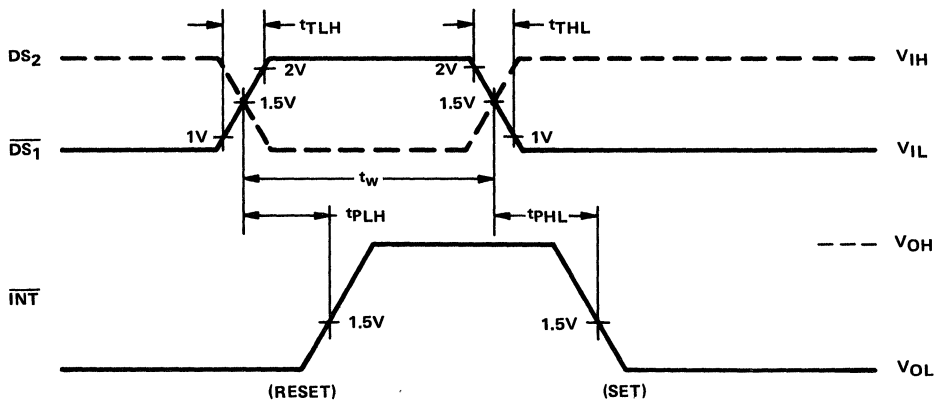 tTLH
tTHL
DS2
2V
2V
VIH
1.5V
1.5V
DS1
1V
1V
VIL
tw
tPLH
tPHL
VOH
INT
1.5V
1.5V
VOL
(RESET)
(SET)